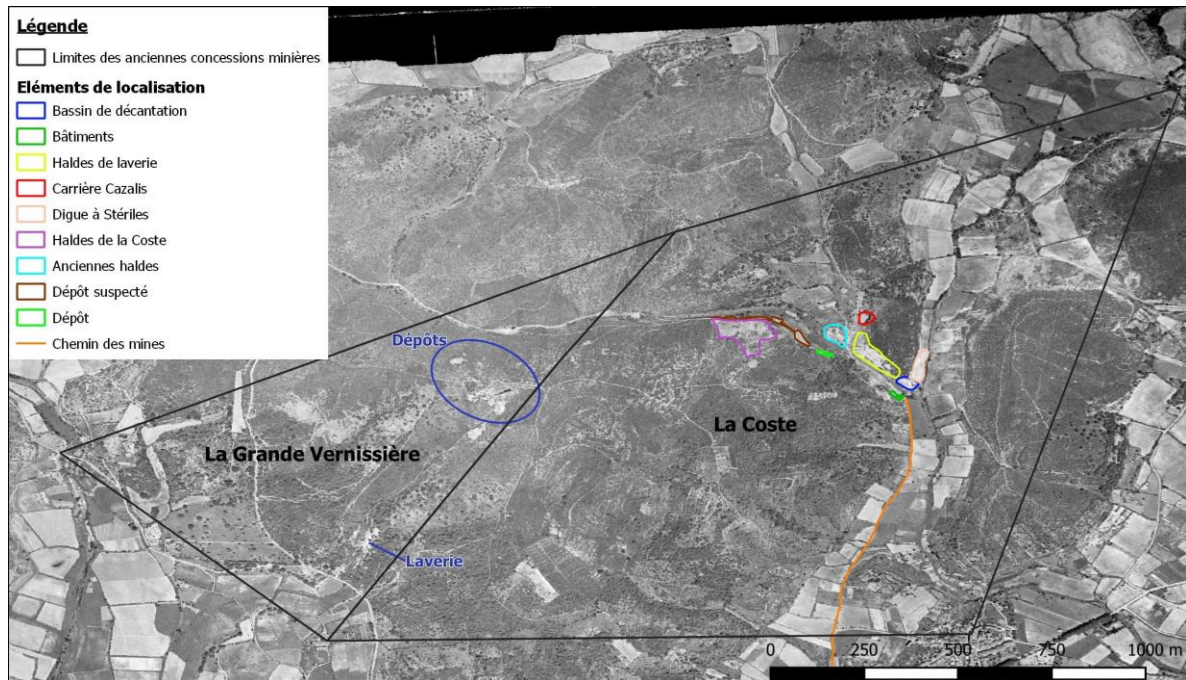 Légende
Limites des anciennes concessions minières
Eléments de localisation
Bassin de décantation
Bâtiments
Haldes de laverie
Carrière Cazalis
Digue à Stériles
Haldes de la Coste
Anciennes haldes
Dépôt suspecté
Dépôt
Chemin des mines
Dépôts
La Coste
La Grande Vernissière
Laverie
0 250 500 750 1000 m